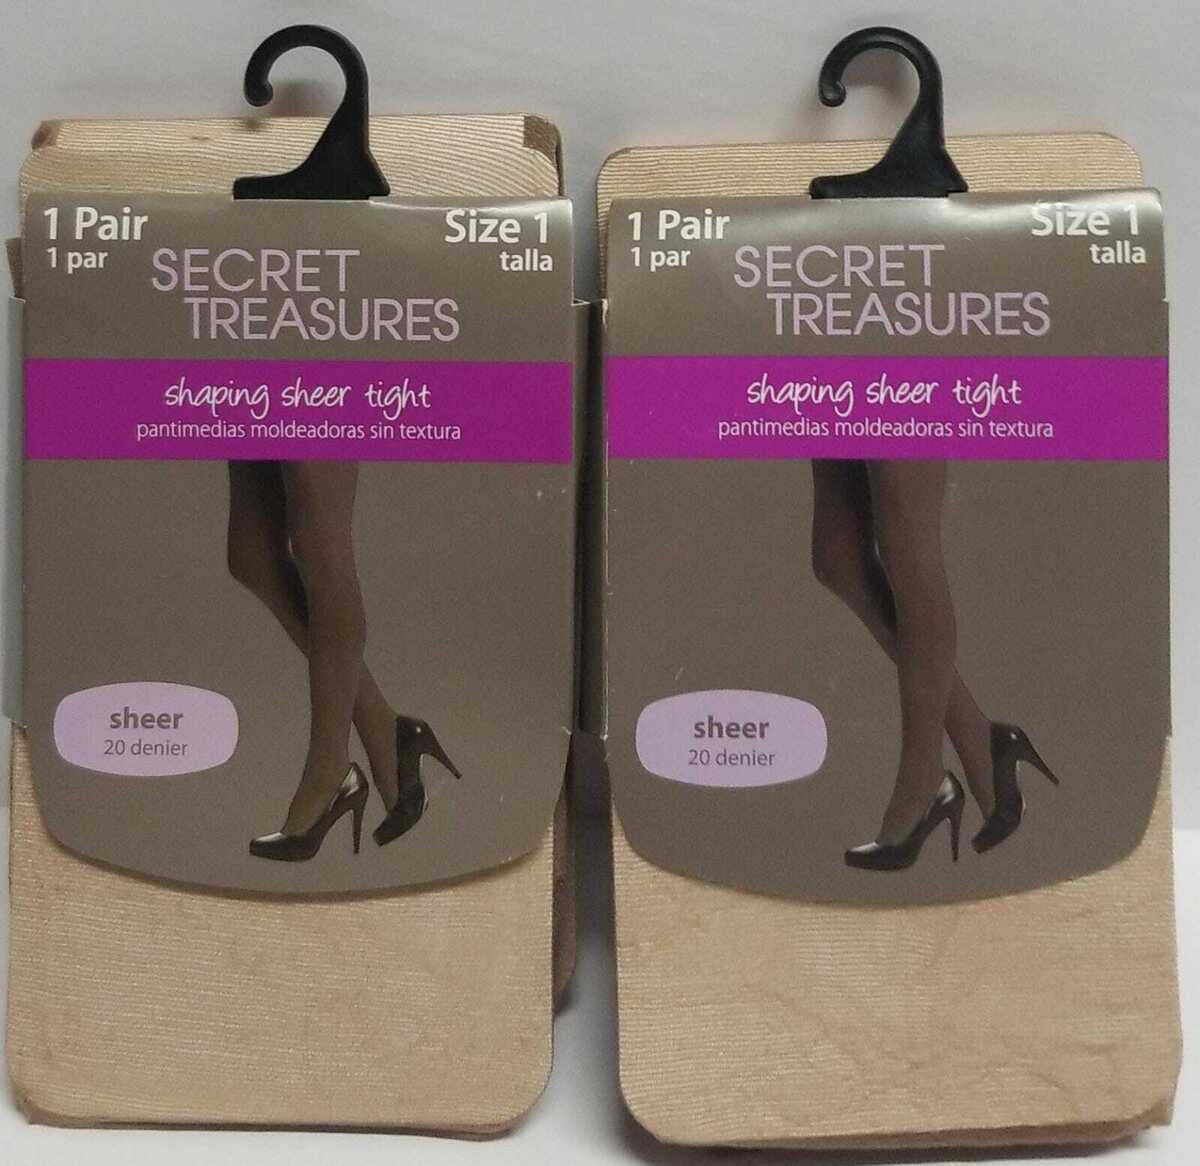 1 Pair
1 par
Size 1
talla
SECRET
TREASURES
shaping sheer tight
pantimedias moldeadoras sin textura
sheer
20 denier
1 Pair
1 par
Size 1
talla
SECRET
TREASURES
shaping sheer tight
pantimedias moldeadoras sin textura
sheer
20 denier